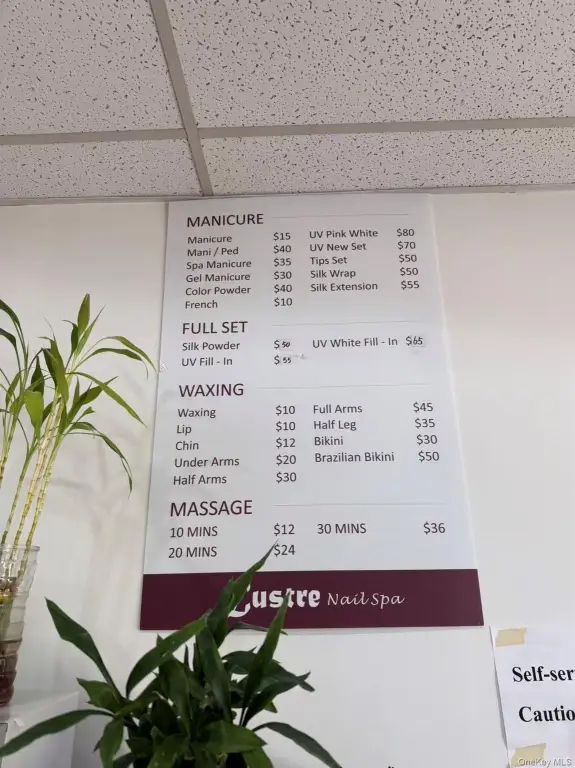 MANICURE
Manicure $15 UV Pink White $80
Mani / Ped $40 UV New Set $70
Spa Manicure $35 Tips Set $50
Gel Manicure $30 Silk Wrap $50
Color Powder $40 Silk Extension $55
French $10
FULL SET
Silk Powder $50 UV White Fill - In $65
UV Fill - In $55
WAXING
Waxing $10 Full Arms $45
Lip $10 Half Leg $35
Chin $12 Bikini $30
Under Arms $20 Brazilian Bikini $50
Half Arms $30
MASSAGE
10 MINS $12 30 MINS $36
20 MINS $24
Lustre Nail Spa
Self-ser
Cautio
OneKey MLS